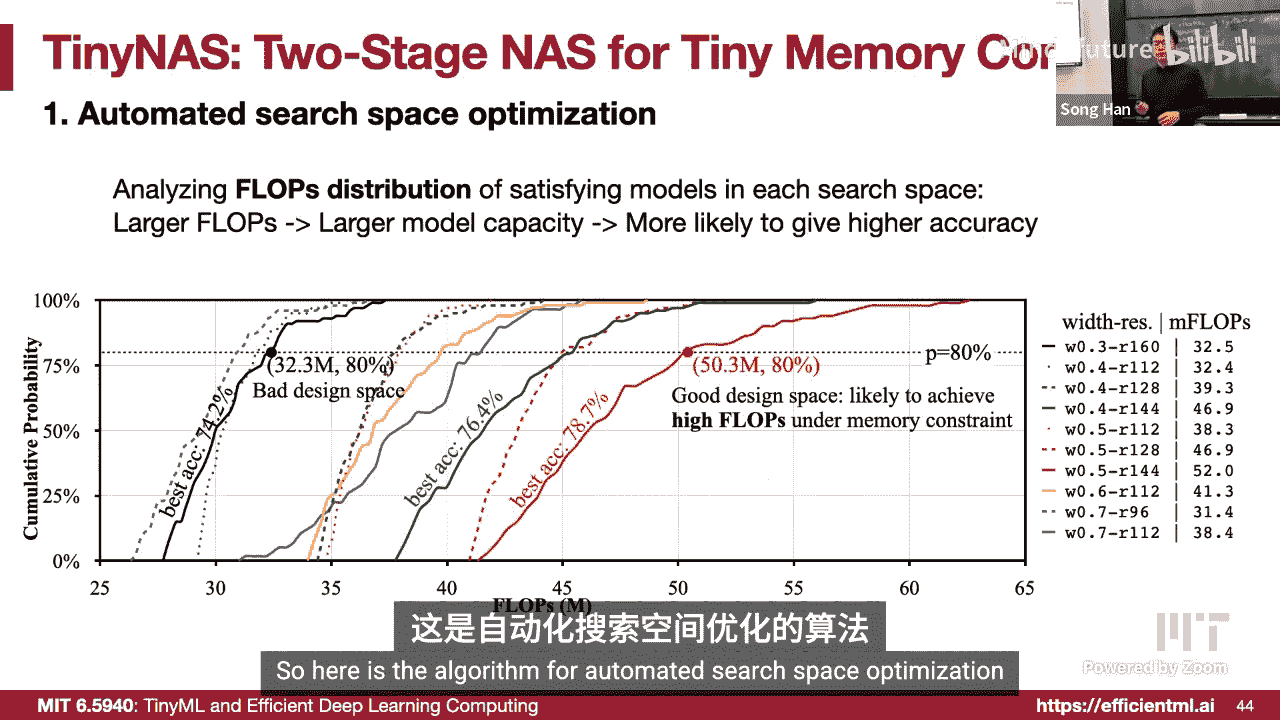 TinyNAS: Two-Stage NAS for Tiny Memory Co
Mind Future bilibili
Song Han
1. Automated search space optimization
Analyzing FLOPs distribution of satisfying models in each search space:
Larger FLOPs -> Larger model capacity -> More likely to give higher accuracy
Cumulative Probability
100%
75%
50%
25%
0%
25 30 35 40 45 50 55 60 65
FLOPs (M)
p=80%
(32.3M, 80%)
Bad design space
(50.3M, 80%)
Good design space: likely to achieve
high FLOPs under memory constraint
best acc: 74.2%
best acc: 76.4%
best acc: 78.7%
width-res. | mFLOPs
w0.3-r160 | 32.5
w0.4-r112 | 32.4
w0.4-r128 | 39.3
w0.4-r144 | 46.9
w0.5-r112 | 38.3
w0.5-r128 | 46.9
w0.5-r144 | 52.0
w0.6-r112 | 41.3
w0.7-r96 | 31.4
w0.7-r112 | 38.4
这是自动化搜索空间优化的算法
So here is the algorithm for automated search space optimization
MIT
Powered by Zoom
MIT 6.5940: TinyML and Efficient Deep Learning Computing
https://efficientml.ai 44